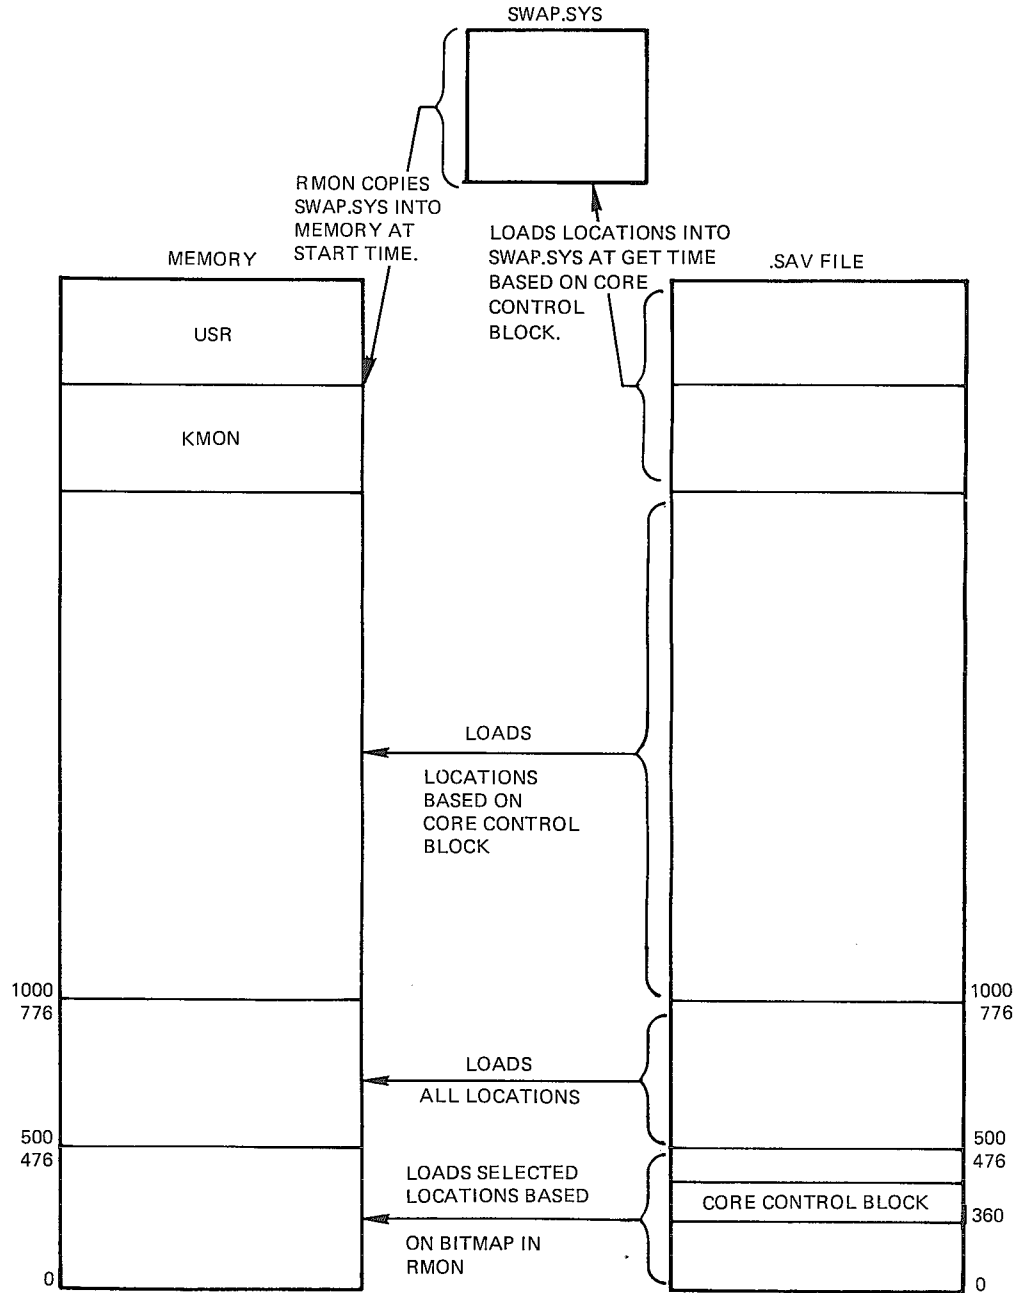 SWAP.SYS
RMON COPIES
SWAP.SYS INTO
MEMORY AT
START TIME.
LOADS LOCATIONS INTO
SWAP.SYS AT GET TIME
BASED ON CORE
CONTROL
BLOCK.
MEMORY
.SAV FILE
USR
KMON
LOADS
LOCATIONS
BASED ON
CORE CONTROL
BLOCK
1000
776
1000
776
LOADS
ALL LOCATIONS
500
476
500
476
LOADS SELECTED
LOCATIONS BASED
ON BITMAP IN
RMON
CORE CONTROL BLOCK
360
0
0